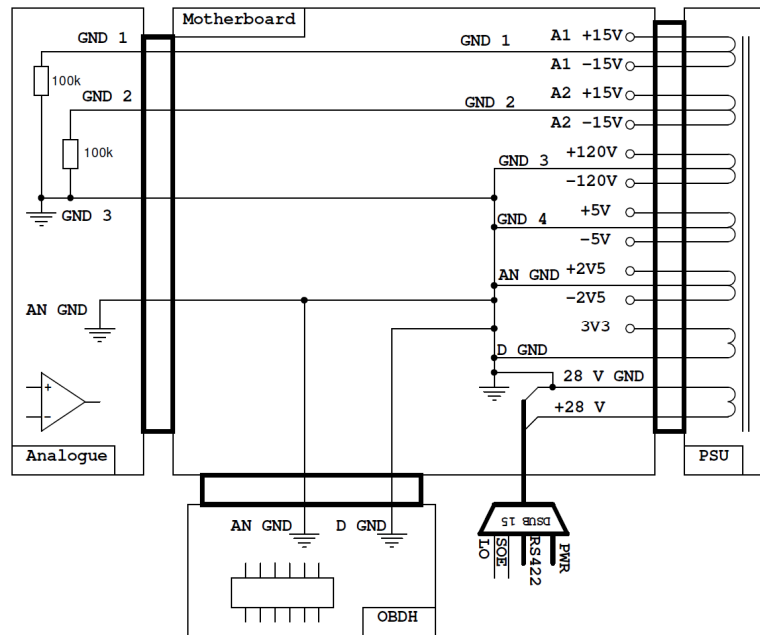 Motherboard
GND 1
GND 1
A1 +15V
A1 -15V
100k
GND 2
GND 2
A2 +15V
A2 -15V
100k
GND 3
+120V
-120V
GND 3
GND 4
+5V
-5V
AN GND
+2V5
-2V5
AN GND
3V3
D GND
28 V GND
+28 V
+
-
Analogue
PSU
AN GND
D GND
DSUB 15
LO
SOE
RS422
PWR
OBDH